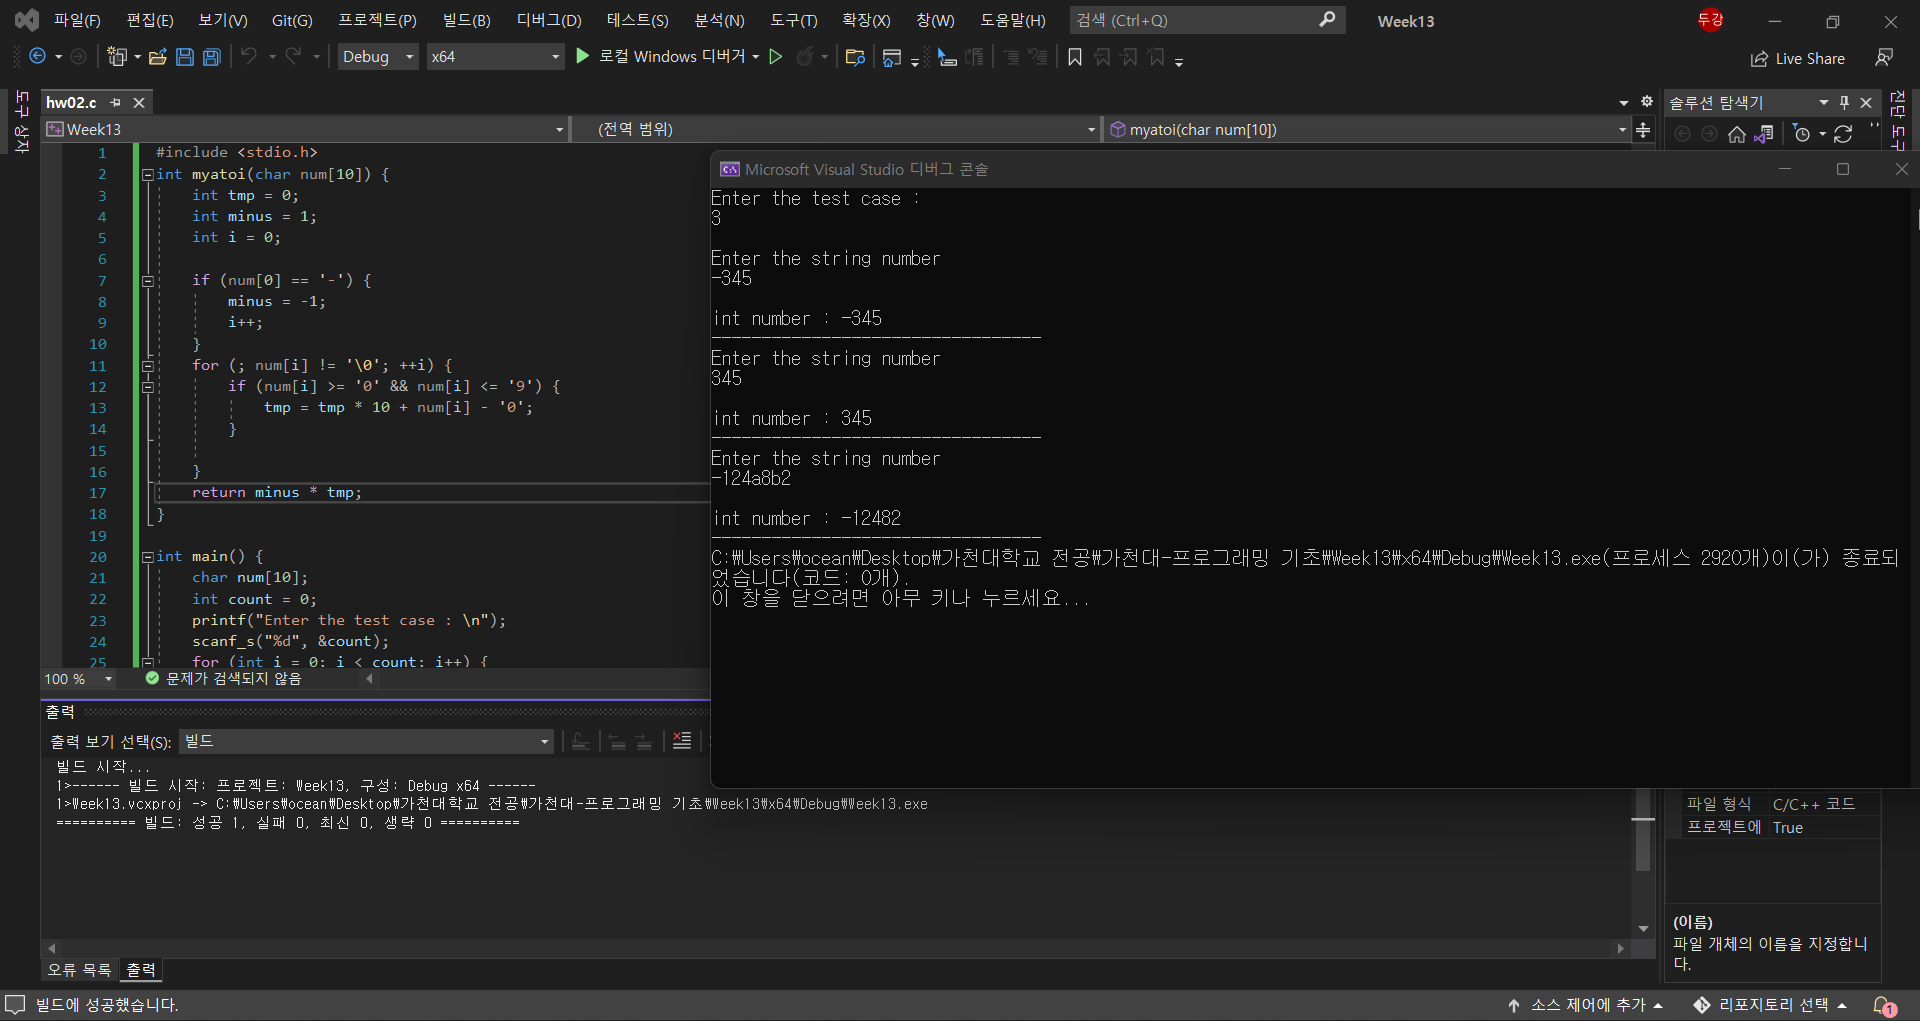 파일(F) 편집(E) 보기(V) Git(G) 프로젝트(P) 빌드(B) 디버그(D) 테스트(S) 분석(N) 도구(T) 확장(X) 창(W) 도움말(H) 검색 (Ctrl+Q) Week13 두강
Debug x64 로컬 Windows 디버거 Live Share
도구 상자
hw02.c
Week13 (전역 범위) myatoi(char num[10])
1 #include <stdio.h>
2 int myatoi(char num[10]) {
3 int tmp = 0;
4 int minus = 1;
5 int i = 0;
6
7 if (num[0] == '-') {
8 minus = -1;
9 i++;
10 }
11 for (; num[i] != '\0'; ++i) {
12 if (num[i] >= '0' && num[i] <= '9') {
13 tmp = tmp * 10 + num[i] - '0';
14 }
15
16 }
17 return minus * tmp;
18 }
19
20 int main() {
21 char num[10];
22 int count = 0;
23 printf("Enter the test case : \n");
24 scanf_s("%d", &count);
25 for (int i = 0; i < count; i++) {
100 % 문제가 검색되지 않음
솔루션 탐색기
진단 도구
Microsoft Visual Studio 디버그 콘솔
Enter the test case :
3
Enter the string number
-345
int number : -345
---------------------------------
Enter the string number
345
int number : 345
---------------------------------
Enter the string number
-124a8b2
int number : -12482
---------------------------------
C:₩Users₩ocean₩Desktop₩가천대학교 전공₩가천대-프로그래밍 기초₩Week13₩x64₩Debug₩Week13.exe(프로세스 2920개)이(가) 종료되
었습니다(코드: 0개).
이 창을 닫으려면 아무 키나 누르세요...
출력
출력 보기 선택(S): 빌드
빌드 시작...
1>------ 빌드 시작: 프로젝트: Week13, 구성: Debug x64 ------
1>Week13.vcxproj -> C:₩Users₩ocean₩Desktop₩가천대학교 전공₩가천대-프로그래밍 기초₩Week13₩x64₩Debug₩Week13.exe
========== 빌드: 성공 1, 실패 0, 최신 0, 생략 0 ==========
파일 형식 C/C++ 코드
프로젝트에 True
(이름)
파일 개체의 이름을 지정합니
다.
오류 목록 출력
빌드에 성공했습니다. 소스 제어에 추가 리포지토리 선택 1